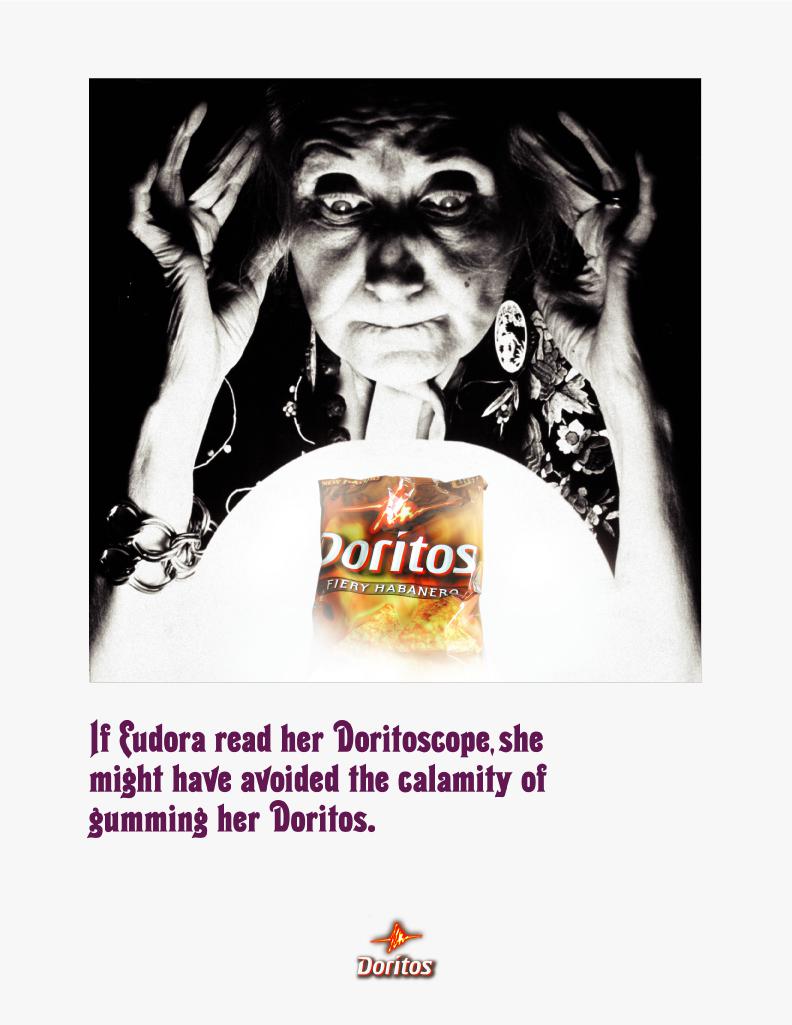 Doritos
FIERY HABANERO
If Eudora read her Doritoscope, she
might have avoided the calamity of
gumming her Doritos.
Doritos